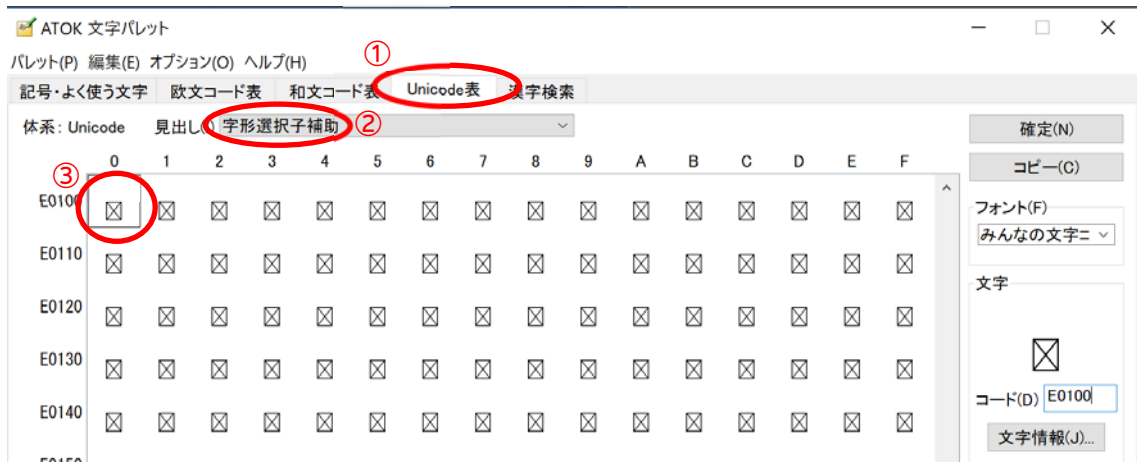 ATOK 文字パレット
パレット(P) 編集(E) オプション(O) ヘルプ(H)
①
記号・よく使う文字 欧文コード表 和文コード表 Unicode表 漢字検索
体系: Unicode 見出し 字形選択子補助 ②
確定(N)
0 1 2 3 4 5 6 7 8 9 A B C D E F
コピー(C)
③
E0100
フォント(F)
みんなの文字ニ
E0110
文字
E0120
E0130
コード(D) E0100
E0140
文字情報(J)...